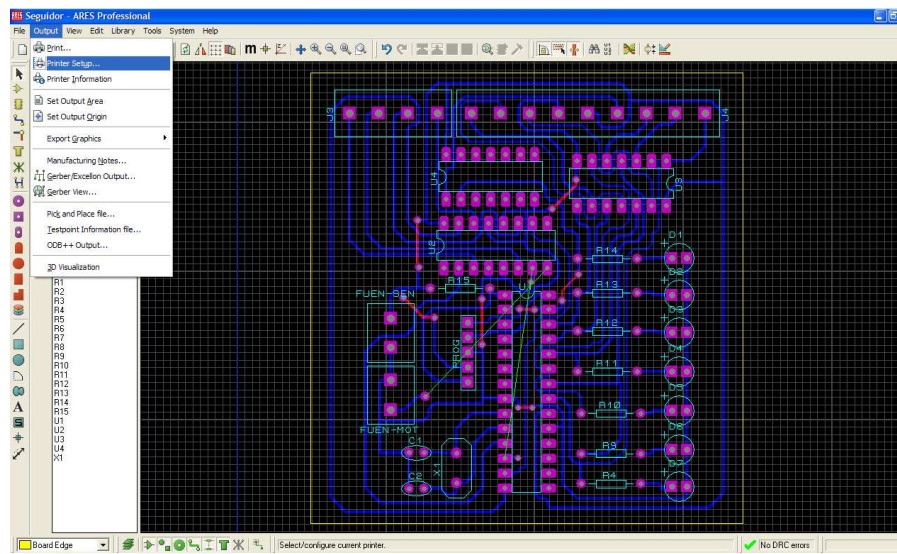 Seguidor - ARES Professional
File Output View Edit Library Tools System Help
Print...
Printer Setup...
Printer Information
Set Output Area
Set Output Origin
Export Graphics
Manufacturing Notes...
Gerber/Excellon Output...
Gerber View...
Pick and Place file...
Testpoint Information file...
ODB++ Output...
3D Visualization
R1
R2
R3
R4
R5
R6
R7
R8
R9
R10
R11
R12
R13
R14
R15
U1
U2
U3
U4
X1
J3
J4
U4
U3
U2
D1
R14
D2
R15
U1
R13
FUEN-SEN
D3
R12
PROG
D4
R11
D5
R10
FUEN-MOT
D6
C1
R9
X1
D7
C2
R4
Board Edge
Select/configure current printer.
No DRC errors